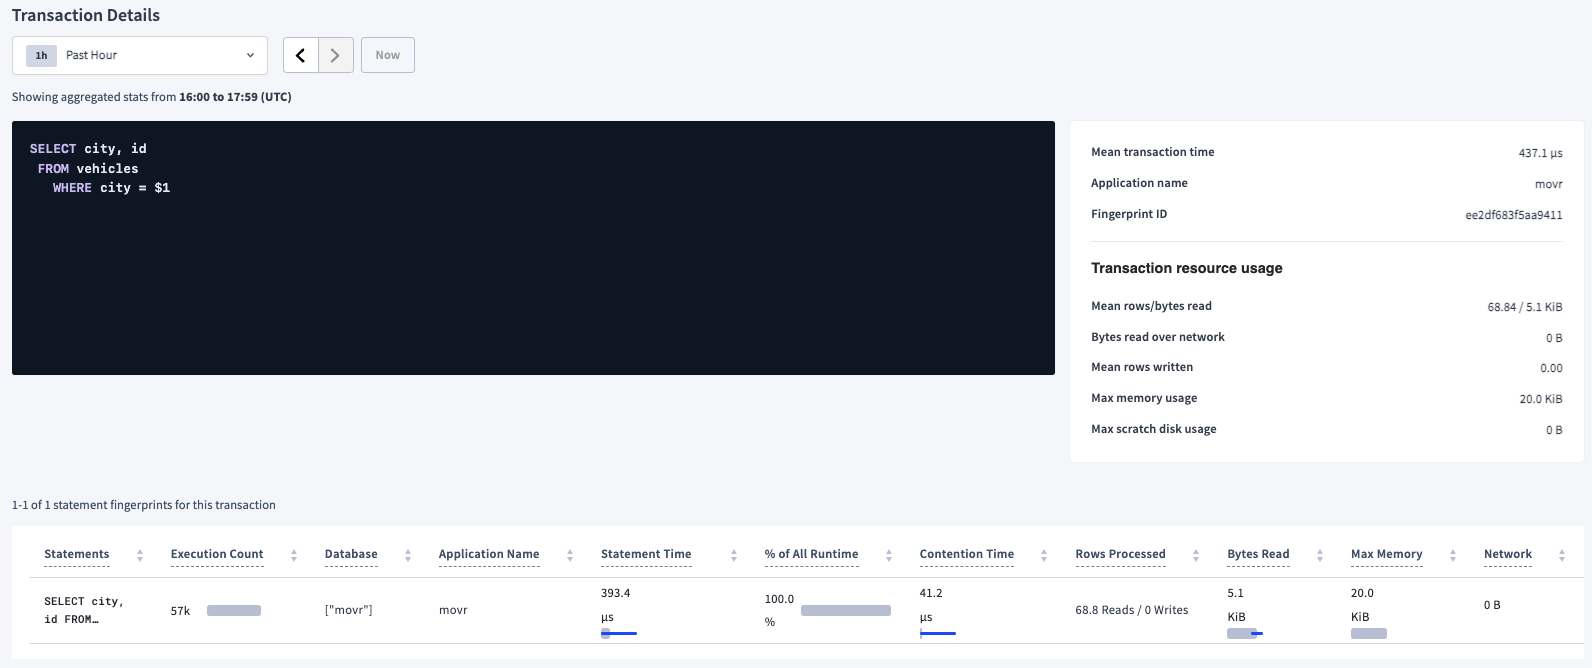 Transaction Details
1h Past Hour Now
Showing aggregated stats from 16:00 to 17:59 (UTC)
SELECT city, id
FROM vehicles
WHERE city = $1
Mean transaction time 437.1 µs
Application name movr
Fingerprint ID ee2df683f5aa9411
Transaction resource usage
Mean rows/bytes read 68.84 / 5.1 KiB
Bytes read over network 0 B
Mean rows written 0.00
Max memory usage 20.0 KiB
Max scratch disk usage 0 B
1-1 of 1 statement fingerprints for this transaction
Statements Execution Count Database Application Name Statement Time % of All Runtime Contention Time Rows Processed Bytes Read Max Memory Network
SELECT city, id FROM… 57k ["movr"] movr 393.4 µs 100.0 % 41.2 µs 68.8 Reads / 0 Writes 5.1 KiB 20.0 KiB 0 B